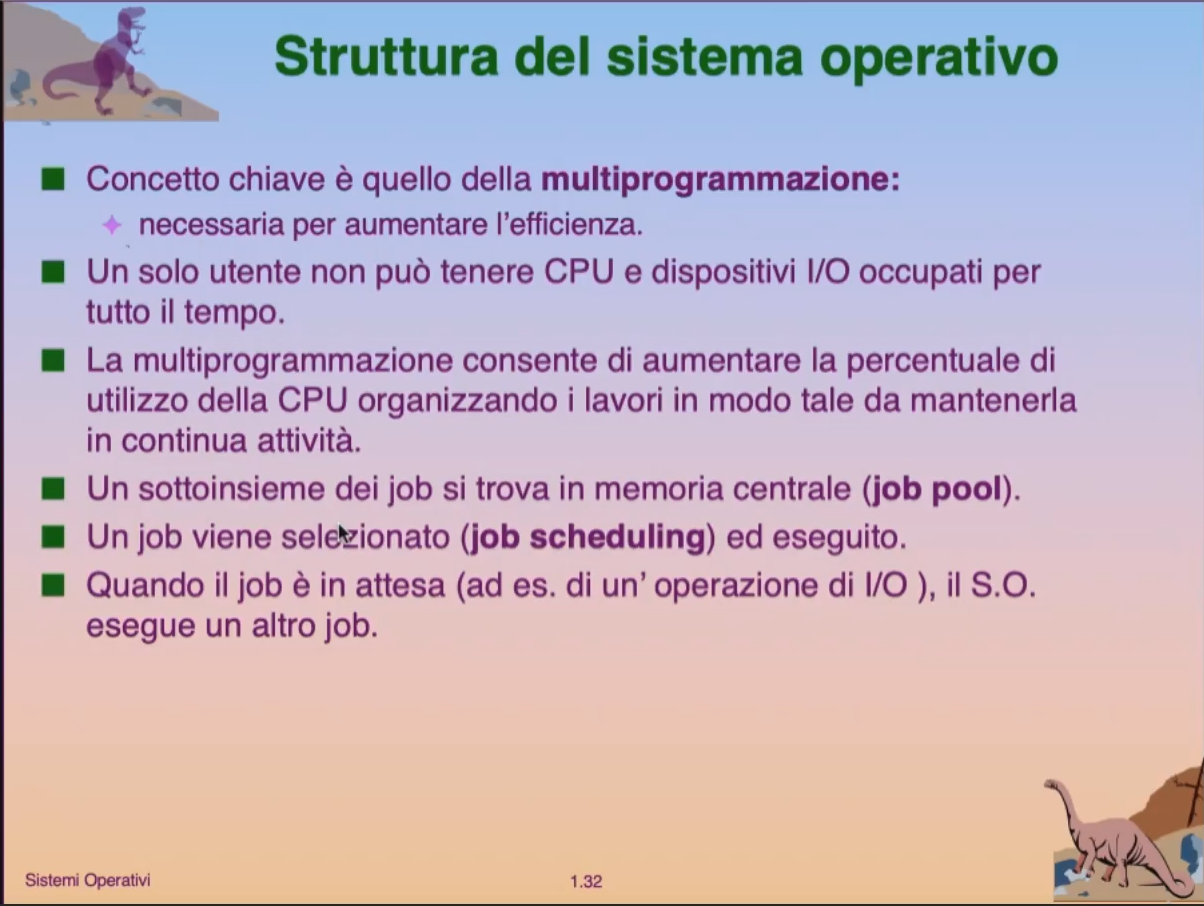 Struttura del sistema operativo
Concetto chiave è quello della multiprogrammazione:
necessaria per aumentare l'efficienza.
Un solo utente non può tenere CPU e dispositivi I/O occupati per
tutto il tempo.
La multiprogrammazione consente di aumentare la percentuale di
utilizzo della CPU organizzando i lavori in modo tale da mantenerla
in continua attività.
Un sottoinsieme dei job si trova in memoria centrale (job pool).
Un job viene selezionato (job scheduling) ed eseguito.
Quando il job è in attesa (ad es. di un' operazione di I/O ), il S.O.
esegue un altro job.
Sistemi Operativi
1.32